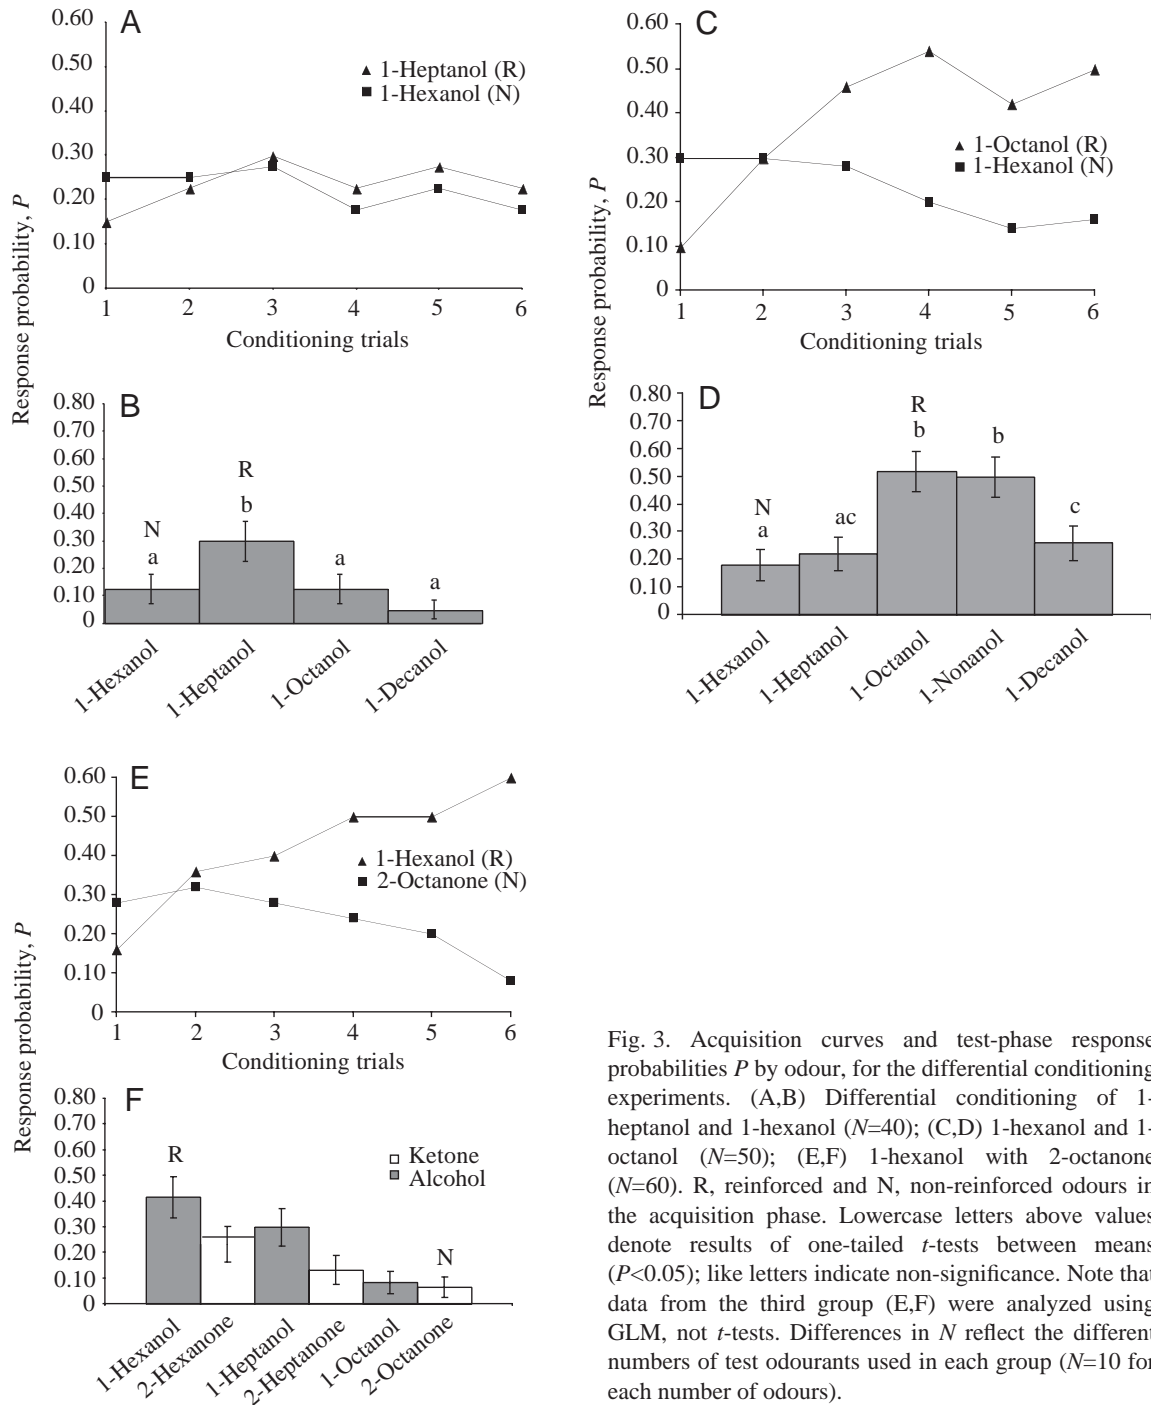 A
0.60
0.50
0.40
0.30
0.20
0.10
0
1-Heptanol (R)
1-Hexanol (N)
1 2 3 4 5 6
Conditioning trials
Response probability, P
B
0.80
0.70
0.60
0.50
0.40
0.30
0.20
0.10
0
N
a
R
b
a
a
1-Hexanol
1-Heptanol
1-Octanol
1-Decanol
C
0.60
0.50
0.40
0.30
0.20
0.10
0
1-Octanol (R)
1-Hexanol (N)
1 2 3 4 5 6
Conditioning trials
Response probability, P
D
0.80
0.70
0.60
0.50
0.40
0.30
0.20
0.10
0
N
a
ac
R
b
b
c
1-Hexanol
1-Heptanol
1-Octanol
1-Nonanol
1-Decanol
E
0.60
0.50
0.40
0.30
0.20
0.10
0
1-Hexanol (R)
2-Octanone (N)
1 2 3 4 5 6
Conditioning trials
Response probability, P
F
0.80
0.70
0.60
0.50
0.40
0.30
0.20
0.10
0
R
N
Ketone
Alcohol
1-Hexanol
2-Hexanone
1-Heptanol
2-Heptanone
1-Octanol
2-Octanone
Fig. 3. Acquisition curves and test-phase response
probabilities P by odour, for the differential conditioning
experiments. (A,B) Differential conditioning of 1-
heptanol and 1-hexanol (N=40); (C,D) 1-hexanol and 1-
octanol (N=50); (E,F) 1-hexanol with 2-octanone
(N=60). R, reinforced and N, non-reinforced odours in
the acquisition phase. Lowercase letters above values
denote results of one-tailed t-tests between means
(P<0.05); like letters indicate non-significance. Note that
data from the third group (E,F) were analyzed using
GLM, not t-tests. Differences in N reflect the different
numbers of test odourants used in each group (N=10 for
each number of odours).